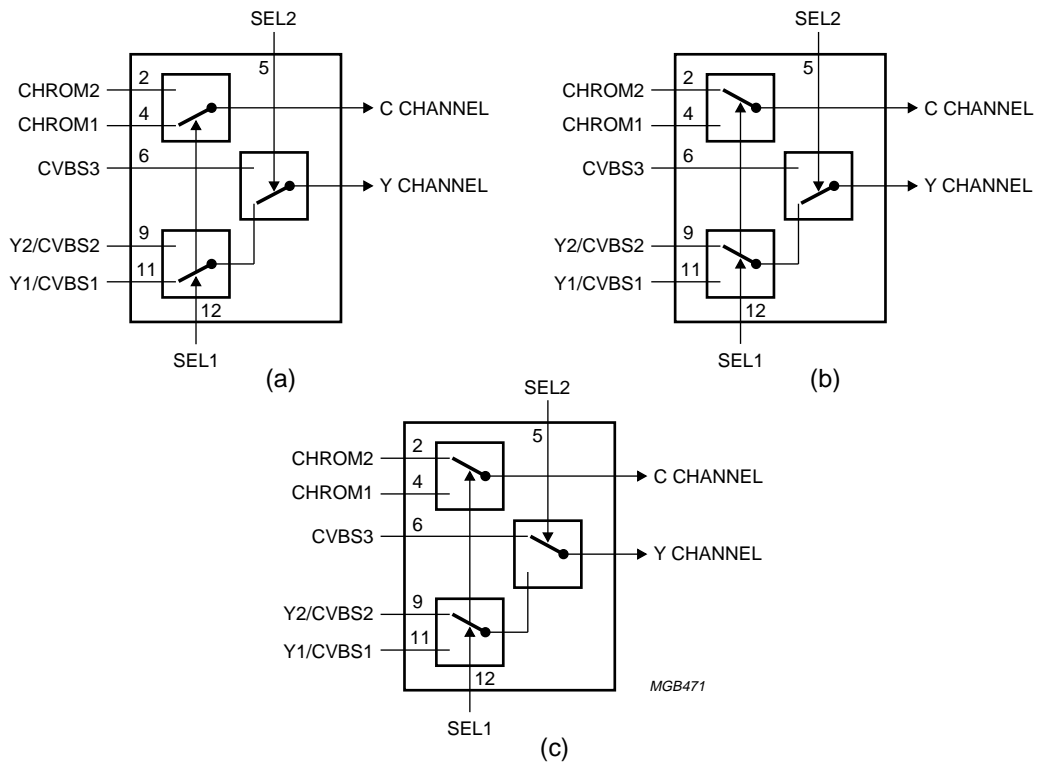 SEL2
5
CHROM2
2
C CHANNEL
CHROM1
4
CVBS3
6
Y CHANNEL
Y2/CVBS2
9
Y1/CVBS1
11
12
SEL1
(a)
SEL2
5
CHROM2
2
C CHANNEL
CHROM1
4
CVBS3
6
Y CHANNEL
Y2/CVBS2
9
Y1/CVBS1
11
12
SEL1
(b)
SEL2
5
CHROM2
2
C CHANNEL
CHROM1
4
CVBS3
6
Y CHANNEL
Y2/CVBS2
9
Y1/CVBS1
11
12
MGB471
SEL1
(c)